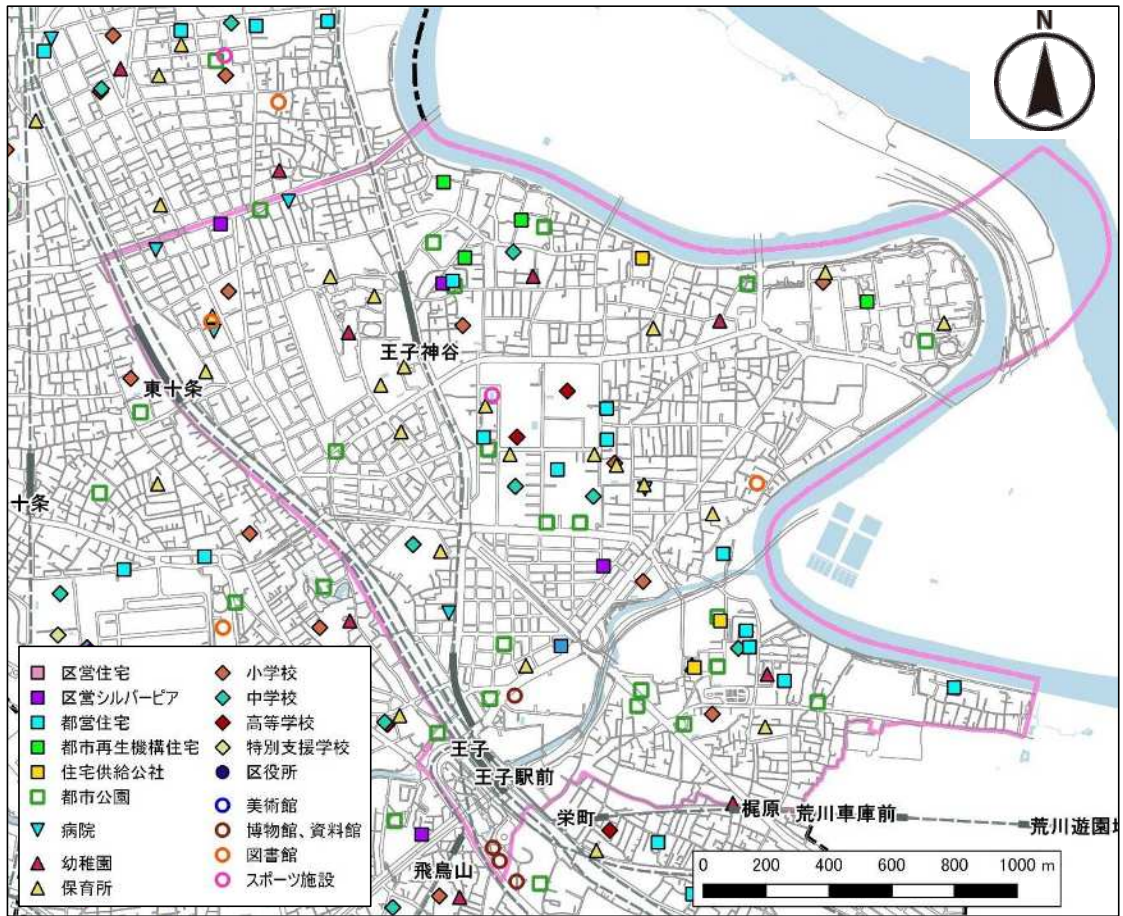 N
王子神谷
東十条
十条
王子
王子駅前
栄町
梶原
荒川車庫前
荒川遊園地
飛鳥山
区営住宅
区営シルバーピア
都営住宅
都市再生機構住宅
住宅供給公社
都市公園
病院
幼稚園
保育所
小学校
中学校
高等学校
特別支援学校
区役所
美術館
博物館、資料館
図書館
スポーツ施設
0 200 400 600 800 1000 m